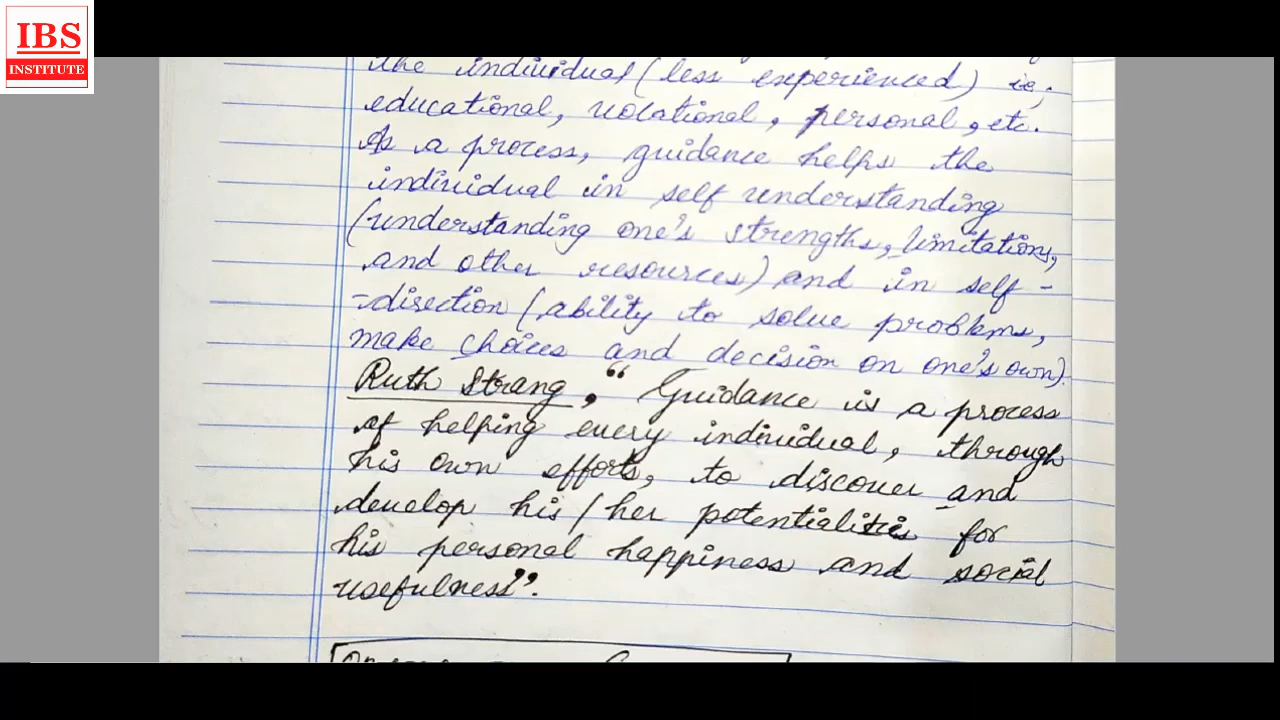 IBS
INSTITUTE
the individual (less experienced) ie,
educational, vocational, personal, etc.
As a process, guidance helps the
individual in self understanding
(understanding one's strengths, limitations,
and other resources) and in self -
-direction (ability to solve problems,
make choices and decision on one's own).
Ruth Strang, “ Guidance is a process
of helping every individual, through
his own efforts, to discover and
develop his / her potentialities for
his personal happiness and social
usefulness”.